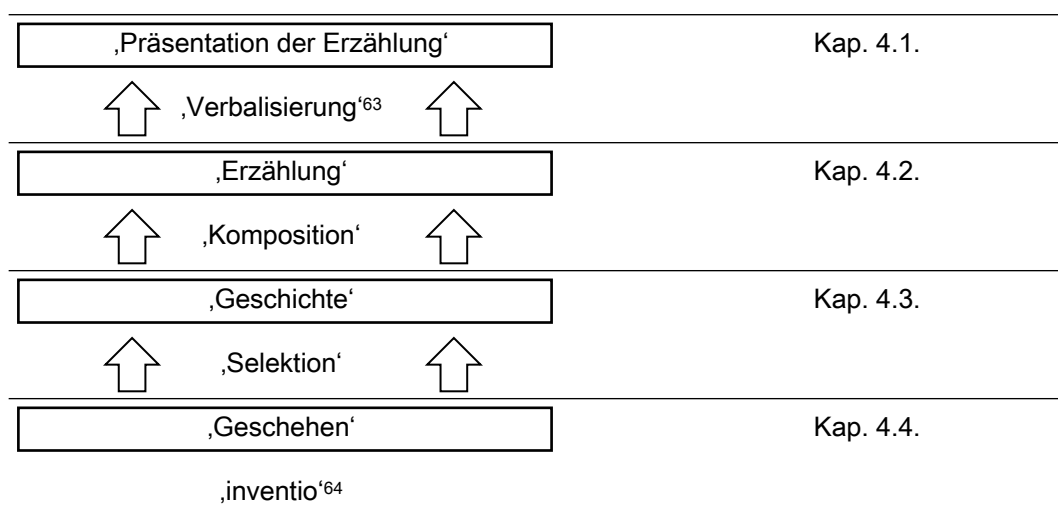 ‚Präsentation der Erzählung‘ Kap. 4.1.
‚Verbalisierung‘63
‚Erzählung‘ Kap. 4.2.
‚Komposition‘
‚Geschichte‘ Kap. 4.3.
‚Selektion‘
‚Geschehen‘ Kap. 4.4.
‚inventio‘64